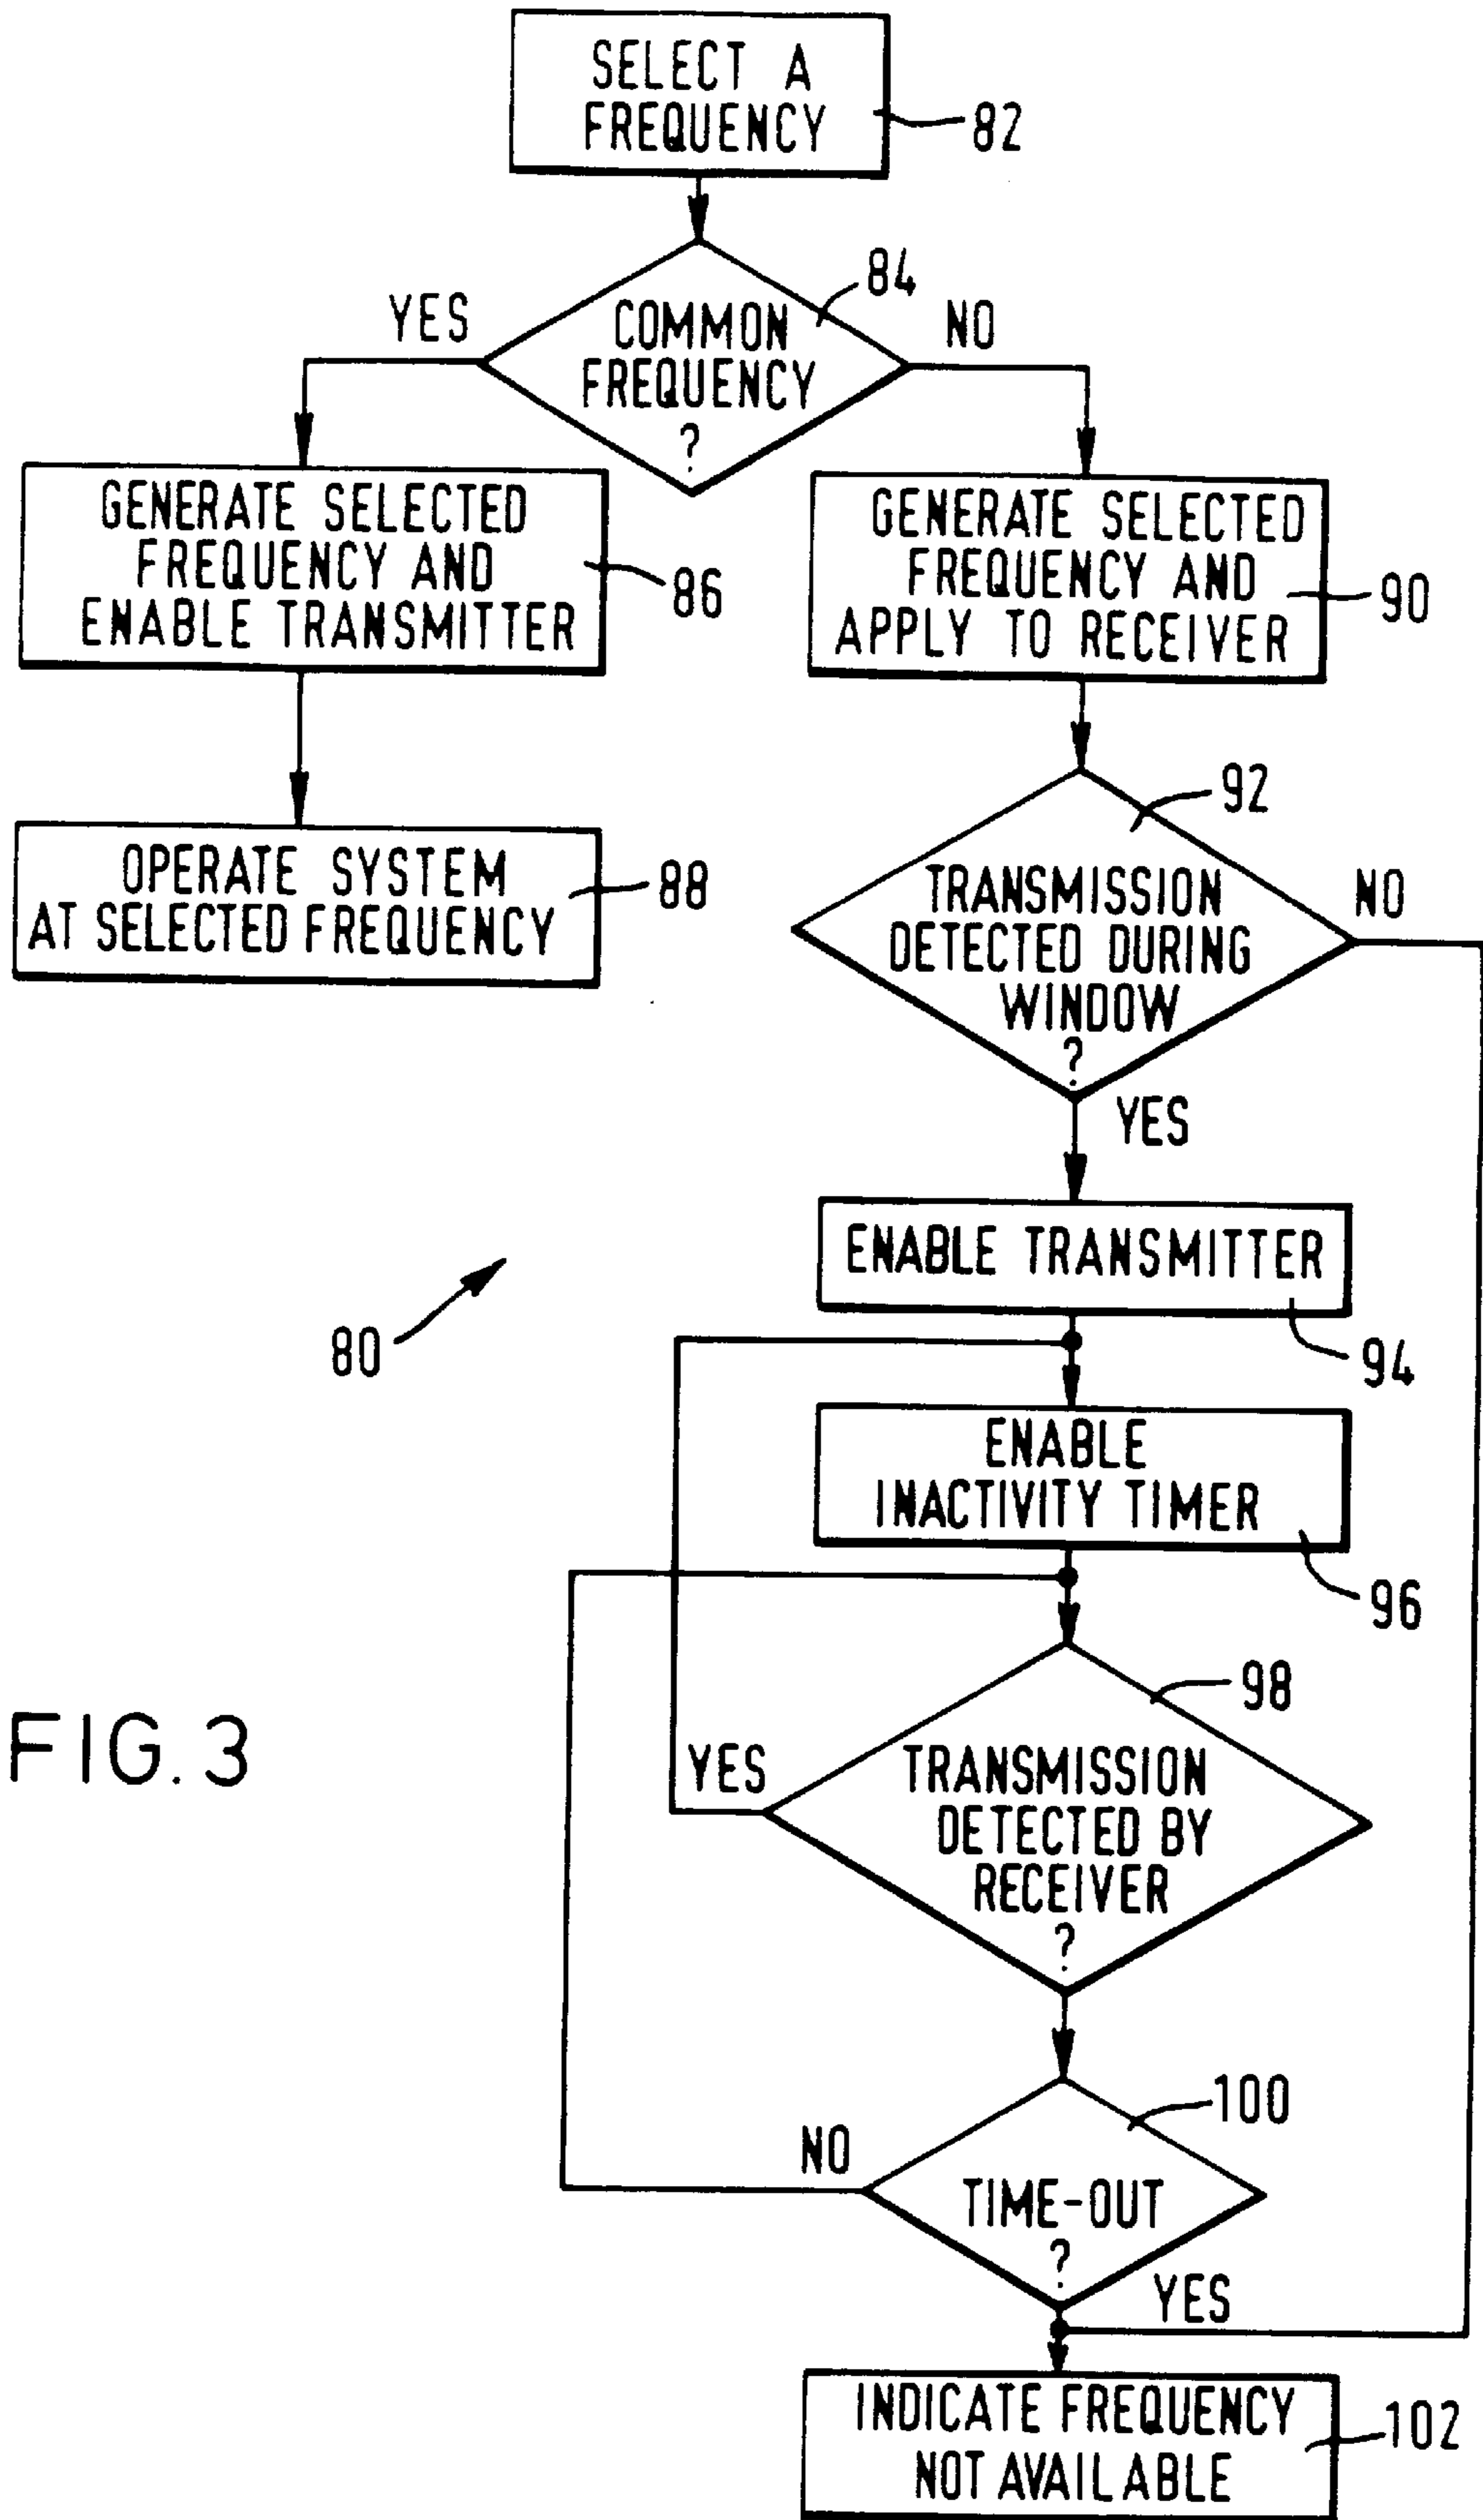 SELECT A
FREQUENCY
82
84
YES
COMMON
FREQUENCY
?
NO
GENERATE SELECTED
FREQUENCY AND
ENABLE TRANSMITTER
86
GENERATE SELECTED
FREQUENCY AND
APPLY TO RECEIVER
90
OPERATE SYSTEM
AT SELECTED FREQUENCY
88
92
TRANSMISSION
DETECTED DURING
WINDOW
?
NO
YES
ENABLE TRANSMITTER
94
80
ENABLE
INACTIVITY TIMER
96
98
FIG. 3
YES
TRANSMISSION
DETECTED BY
RECEIVER
?
100
NO
TIME-OUT
?
YES
INDICATE FREQUENCY
NOT AVAILABLE
102